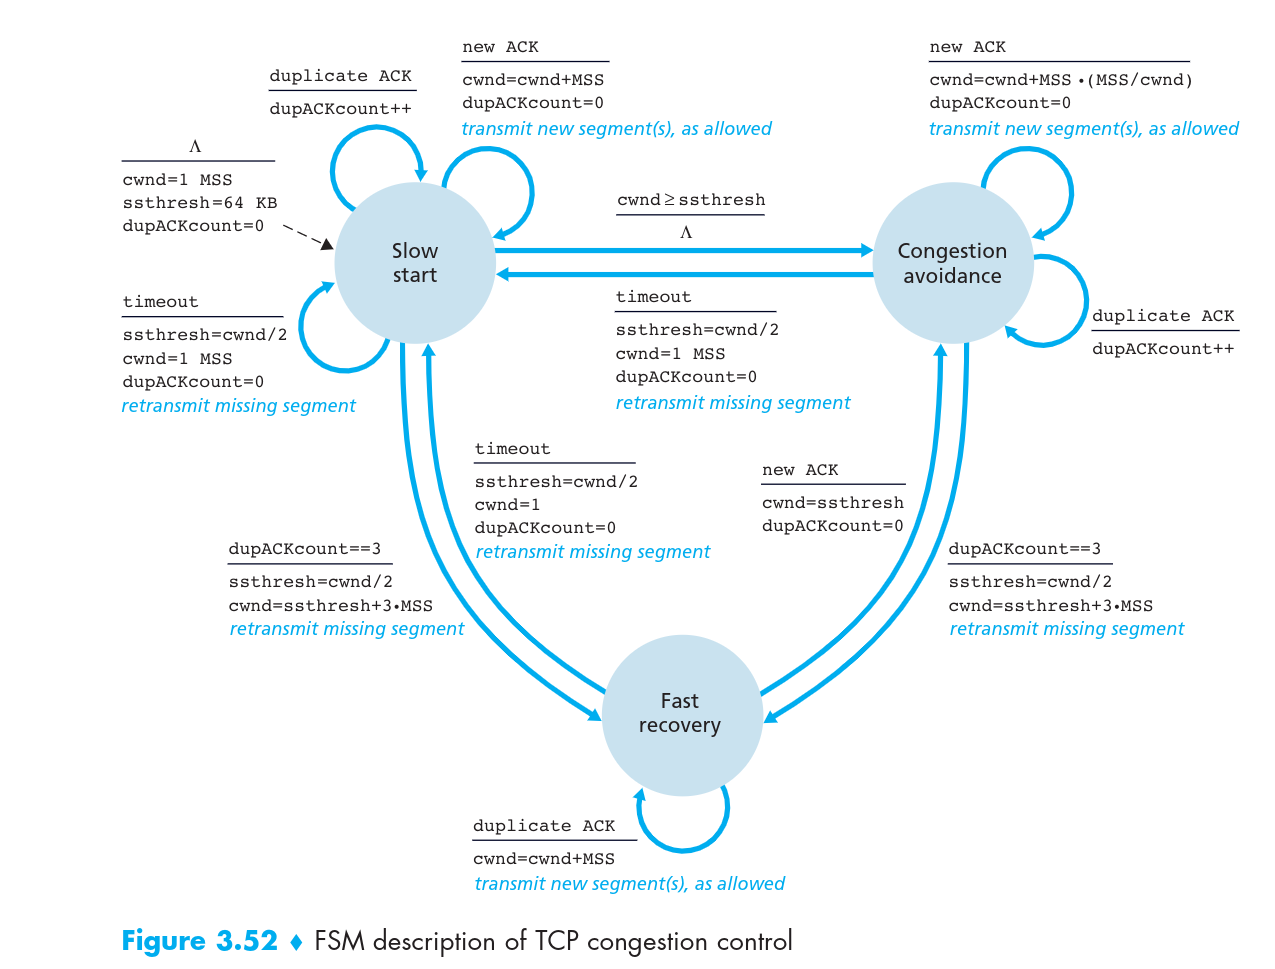 new ACK
cwnd=cwnd+MSS
dupACKcount=0
transmit new segment(s), as allowed
new ACK
cwnd=cwnd+MSS •(MSS/cwnd)
dupACKcount=0
transmit new segment(s), as allowed
duplicate ACK
dupACKcount++
Λ
cwnd=1 MSS
ssthresh=64 KB
dupACKcount=0
cwnd≥ssthresh
Λ
Slow
start
Congestion
avoidance
timeout
ssthresh=cwnd/2
cwnd=1 MSS
dupACKcount=0
retransmit missing segment
timeout
ssthresh=cwnd/2
cwnd=1 MSS
dupACKcount=0
retransmit missing segment
duplicate ACK
dupACKcount++
timeout
ssthresh=cwnd/2
cwnd=1
dupACKcount=0
retransmit missing segment
new ACK
cwnd=ssthresh
dupACKcount=0
dupACKcount==3
ssthresh=cwnd/2
cwnd=ssthresh+3•MSS
retransmit missing segment
dupACKcount==3
ssthresh=cwnd/2
cwnd=ssthresh+3•MSS
retransmit missing segment
Fast
recovery
duplicate ACK
cwnd=cwnd+MSS
transmit new segment(s), as allowed
Figure 3.52 ♦ FSM description of TCP congestion control